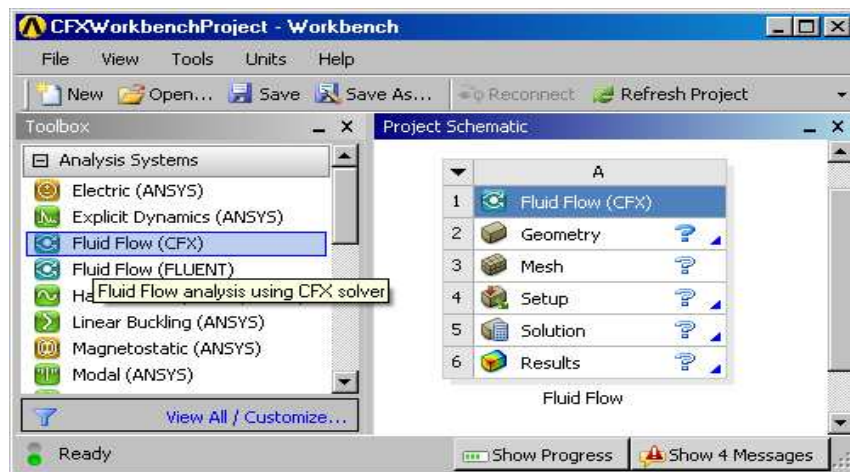 CFXWorkbenchProject - Workbench
File View Tools Units Help
New Open... Save Save As... Reconnect Refresh Project
Toolbox
Analysis Systems
Electric (ANSYS)
Explicit Dynamics (ANSYS)
Fluid Flow (CFX)
Fluid Flow (FLUENT)
Ha
Fluid Flow analysis using CFX solver
Linear Buckling (ANSYS)
Magnetostatic (ANSYS)
Modal (ANSYS)
View All / Customize...
Project Schematic
A
1 Fluid Flow (CFX)
2 Geometry ?
3 Mesh ?
4 Setup ?
5 Solution ?
6 Results ?
Fluid Flow
Ready
Show Progress Show 4 Messages